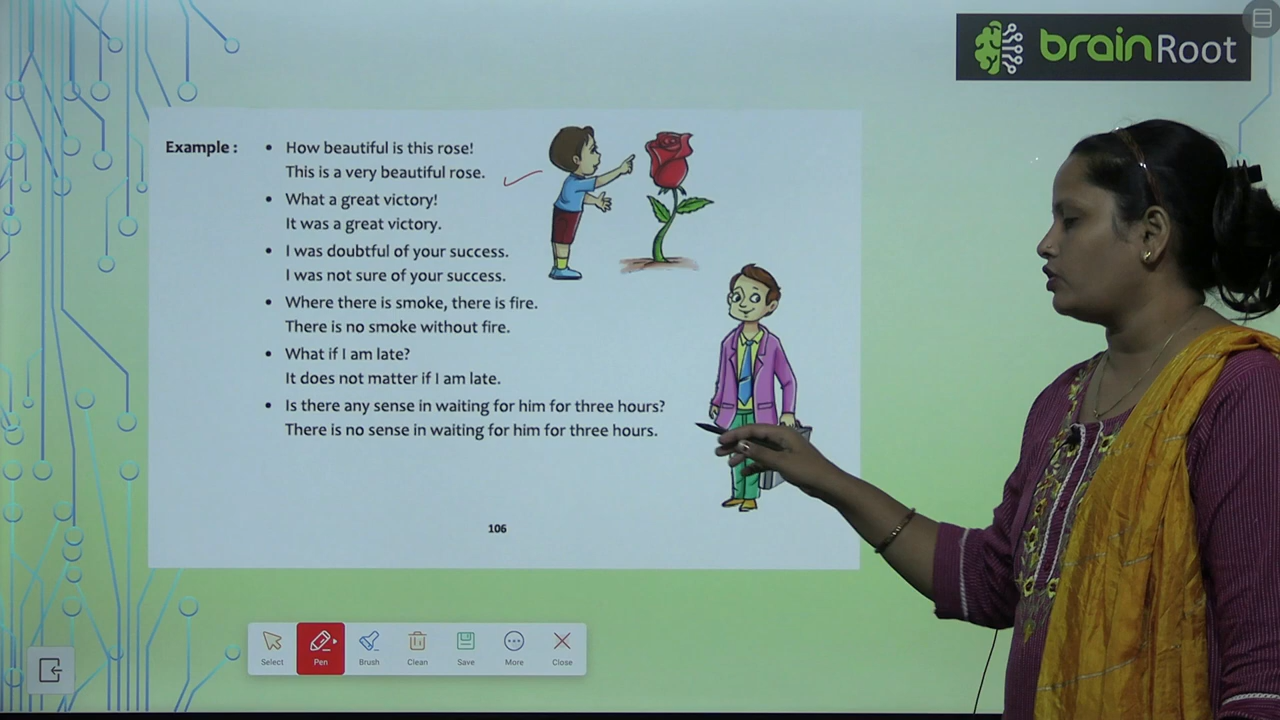 brainRoot
Example :
• How beautiful is this rose!
This is a very beautiful rose.
• What a great victory!
It was a great victory.
• I was doubtful of your success.
I was not sure of your success.
• Where there is smoke, there is fire.
There is no smoke without fire.
• What if I am late?
It does not matter if I am late.
• Is there any sense in waiting for him for three hours?
There is no sense in waiting for him for three hours.
106
Select Pen Brush Clean Save More Close